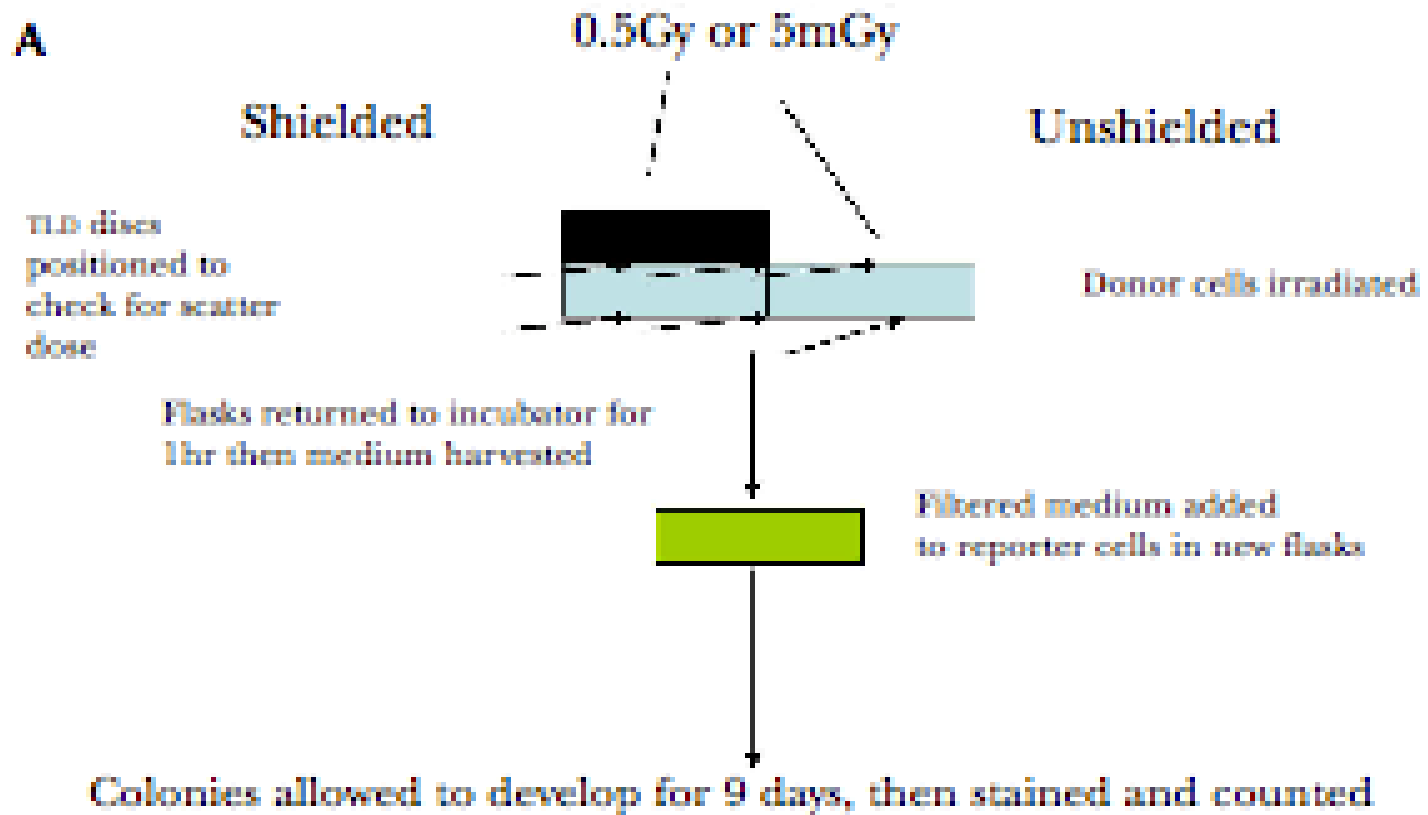 A
0.5Gy or 5mGy
Shielded
Unshielded
TLD discs
positioned to
check for scatter
dose
Donor cells irradiated
Flasks returned to incubator for
1hr then medium harvested
Filtered medium added
to reporter cells in new flasks
Colonies allowed to develop for 9 days, then stained and counted